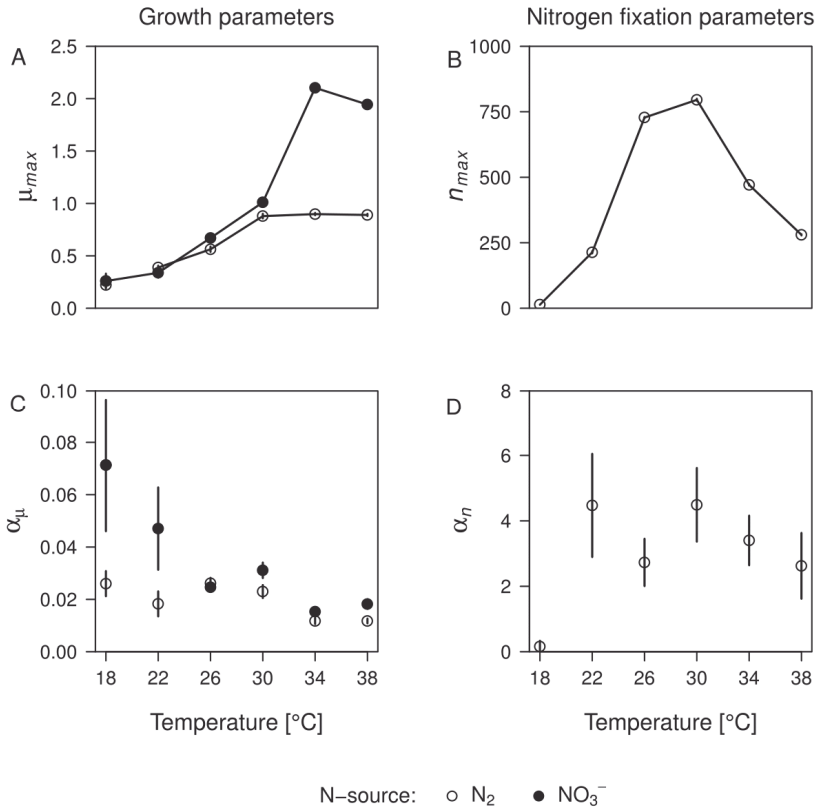 Growth parameters
Nitrogen fixation parameters
A
2.5
2.0
1.5
1.0
0.5
0.0
μmax
B
1000
750
500
250
0
nmax
C
0.10
0.08
0.06
0.04
0.02
0.00
αμ
18 22 26 30 34 38
Temperature [°C]
D
8
6
4
2
0
αn
18 22 26 30 34 38
Temperature [°C]
N−source: N₂ NO₃⁻